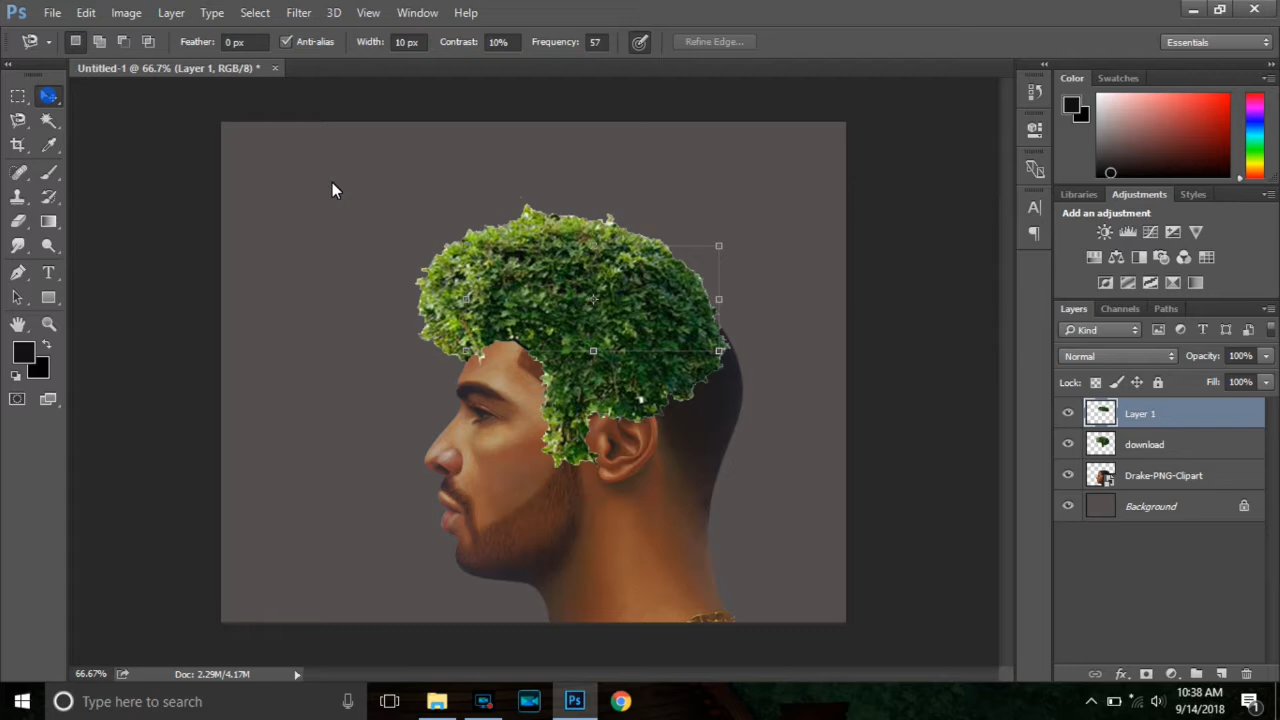 Ps File Edit Image Layer Type Select Filter 3D View Window Help
Feather: 0 px Anti-alias Width: 10 px Contrast: 10% Frequency: 57 Refine Edge... Essentials
Untitled-1 @ 66.7% (Layer 1, RGB/8) *
Color Swatches
Libraries Adjustments Styles
Add an adjustment
Layers Channels Paths
Kind
Normal Opacity: 100%
Lock: Fill: 100%
Layer 1
download
Drake-PNG-Clipart
Background
66.67% Doc: 2.29M/4.17M
Type here to search
Ps
10:38 AM
9/14/2018